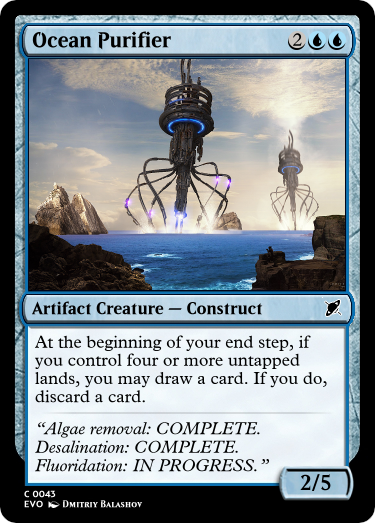 Ocean Purifier 2
Artifact Creature — Construct
At the beginning of your end step, if
you control four or more untapped
lands, you may draw a card. If you do,
discard a card.
“Algae removal: COMPLETE.
Desalination: COMPLETE.
Fluoridation: IN PROGRESS.”
2/5
C 0043
EVO Dmitriy Balashov